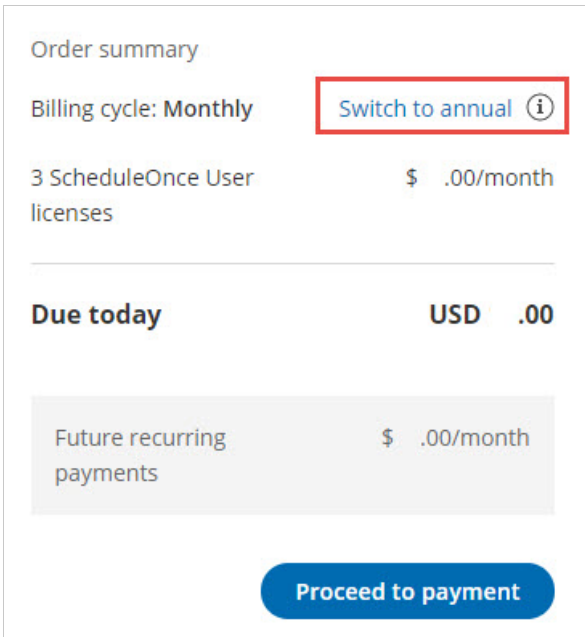 Order summary
Billing cycle: Monthly Switch to annual i
3 ScheduleOnce User $ .00/month
licenses
Due today USD .00
Future recurring $ .00/month
payments
Proceed to payment